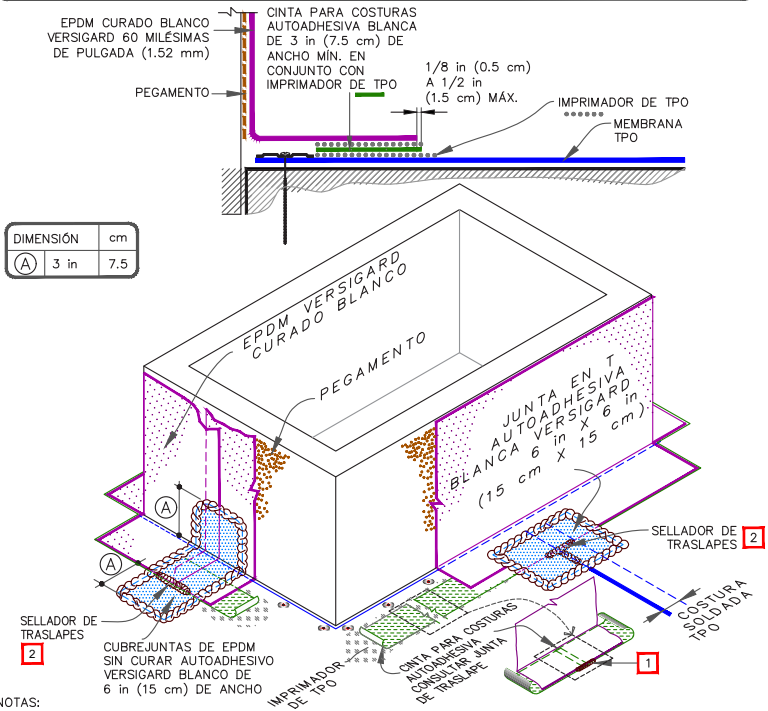 EPDM CURADO BLANCO
VERSIGARD 60 MILÉSIMAS
DE PULGADA (1.52 mm)
PEGAMENTO
CINTA PARA COSTURAS
AUTOADHESIVA BLANCA
DE 3 in (7.5 cm) DE
ANCHO MÍN. EN
CONJUNTO CON
IMPRIMADOR DE TPO
1/8 in (0.5 cm)
A 1/2 in
(1.5 cm) MÁX.
IMPRIMADOR DE TPO
MEMBRANA
TPO
DIMENSIÓN cm
A 3 in 7.5
EPDM VERSIGARD
CURADO BLANCO
PEGAMENTO
JUNTA EN T
AUTOADHESIVA
BLANCA VERSIGARD
6 in X 6 in
(15 cm X 15 cm)
A
A
SELLADOR DE
TRASLAPES
2
SELLADOR DE
TRASLAPES
2
CUBREJUNTAS DE EPDM
SIN CURAR AUTOADHESIVO
VERSIGARD BLANCO DE
6 in (15 cm) DE ANCHO
IMPRIMADOR
DE TPO
CINTA PARA COSTURAS
AUTOADHESIVA
CONSULTAR JUNTA
DE TRASLAPE
1
COSTURA
SOLDADA
TPO
NOTAS: